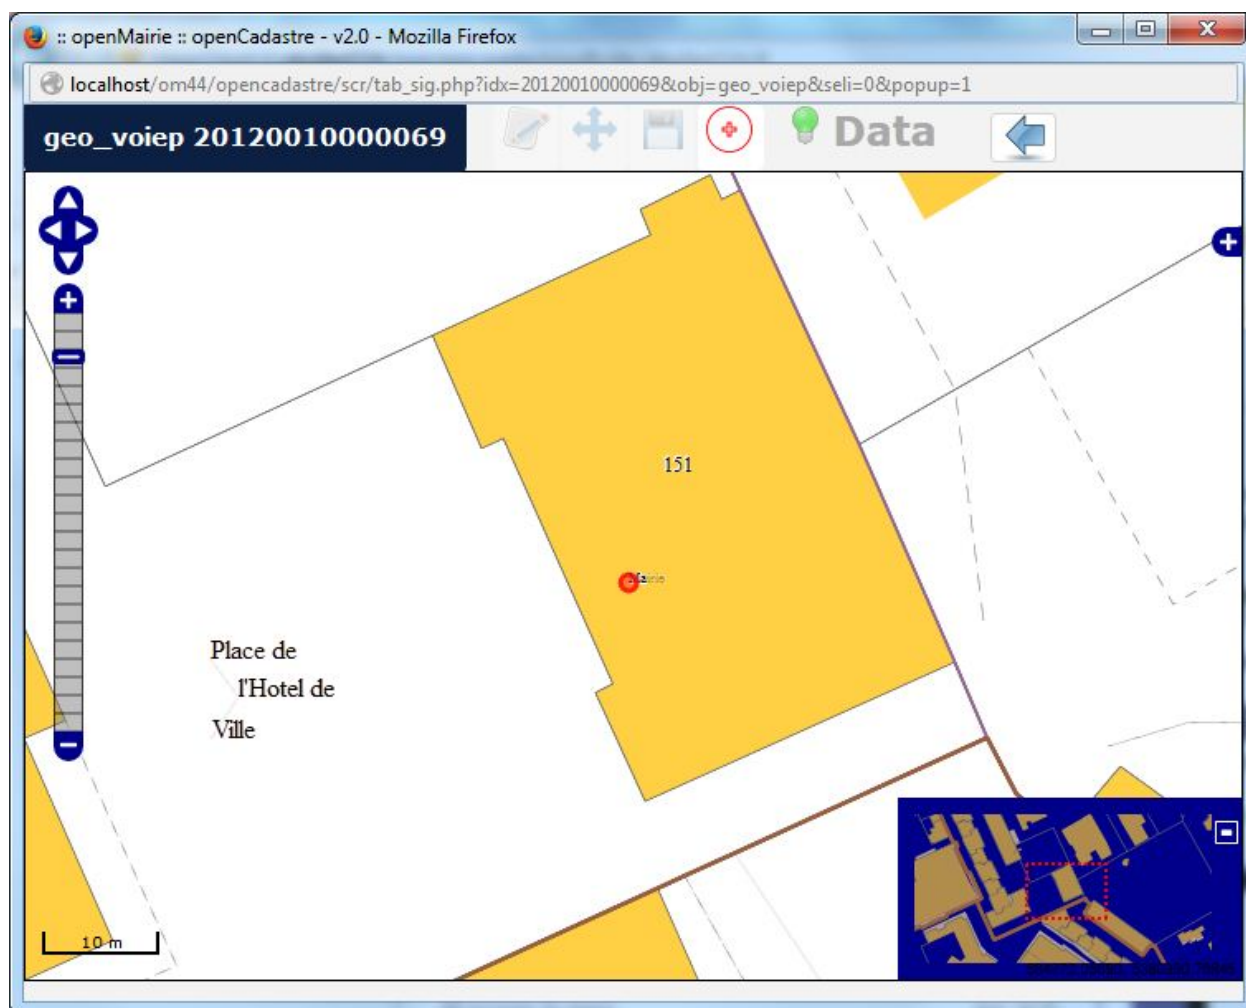 :: openMairie :: openCadastre - v2.0 - Mozilla Firefox
localhost/om44/opencadastre/scr/tab_sig.php?idx=20120010000069&obj=geo_voiep&seli=0&popup=1
geo_voiep 20120010000069
Data
151
Mairie
Place de
l'Hotel de
Ville
10 m